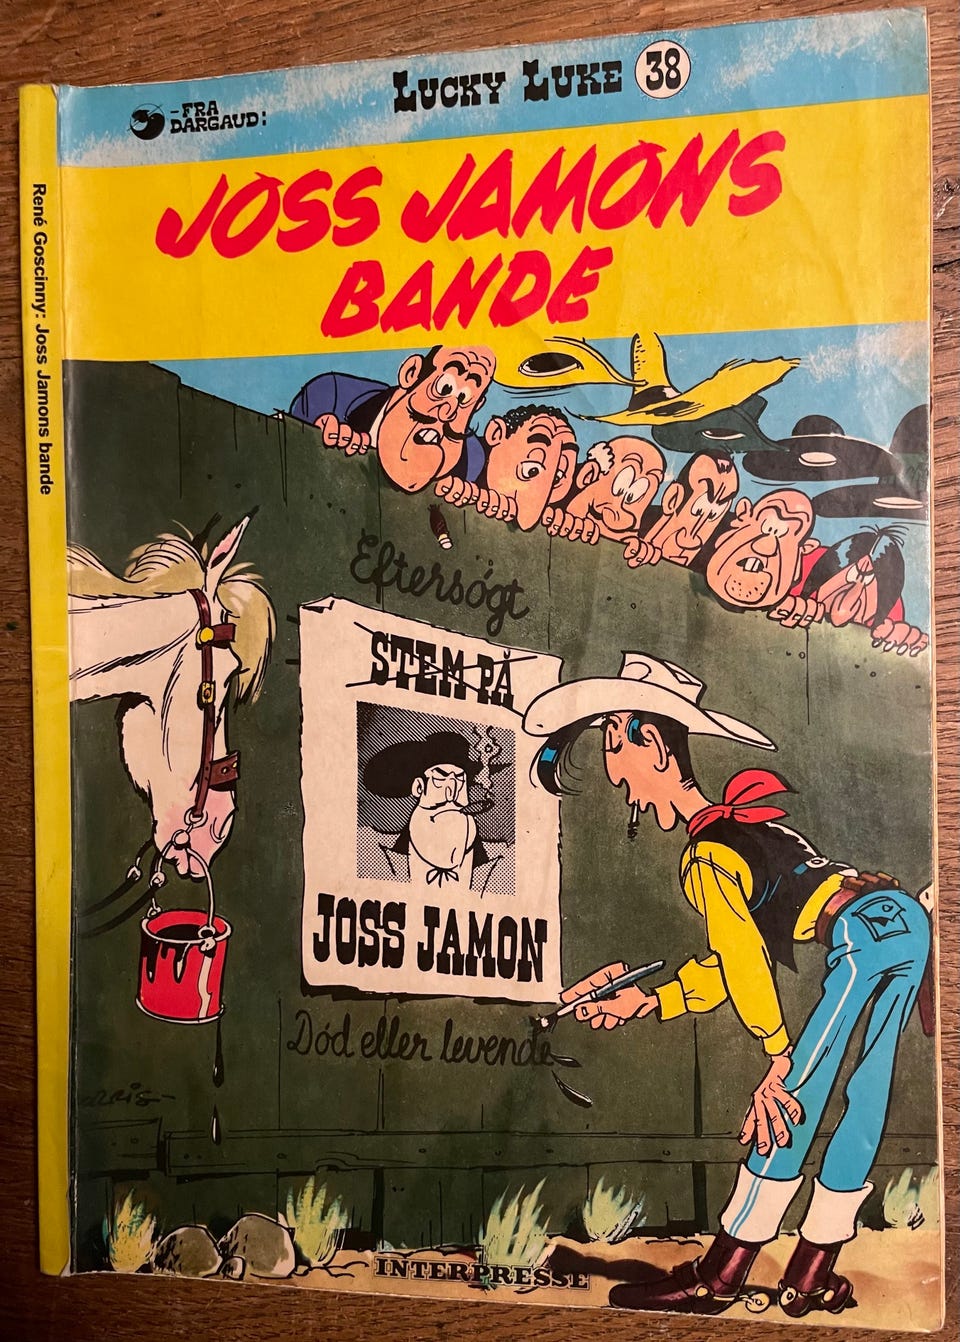 LUCKY LUKE 38
-FRA
DARGAUD:
JOSS JAMONS
BANDE
René Goscinny: Joss Jamons bande
Eftersøgt
STEM PÅ
JOSS JAMON
Død eller levende
INTERPRESSE